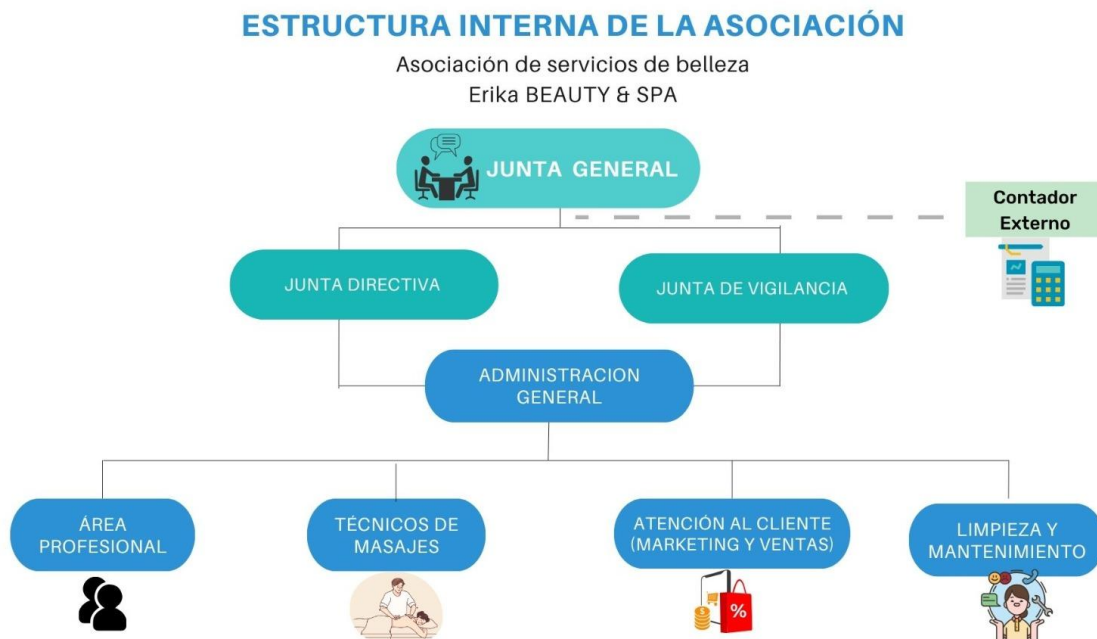 ESTRUCTURA INTERNA DE LA ASOCIACIÓN
Asociación de servicios de belleza
Erika BEAUTY & SPA
JUNTA GENERAL
Contador
Externo
JUNTA DIRECTIVA
JUNTA DE VIGILANCIA
ADMINISTRACION
GENERAL
ÁREA
PROFESIONAL
TÉCNICOS DE
MASAJES
ATENCIÓN AL CLIENTE
(MARKETING Y VENTAS)
LIMPIEZA Y
MANTENIMIENTO
$
%